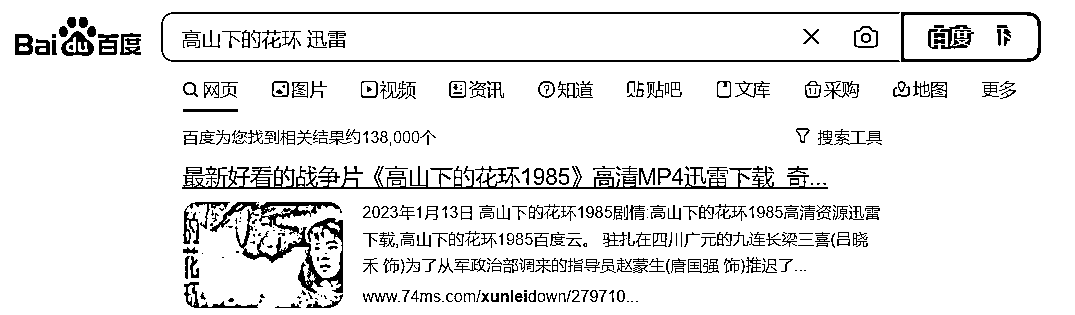 Bai du 百度 高山下的花环 迅雷 百度一下
网页 图片 视频 资讯 知道 贴吧 文库 采购 地图 更多
百度为您找到相关结果约138,000个 搜索工具
最新好看的战争片《高山下的花环1985》高清MP4迅雷下载_奇...
2023年1月13日 高山下的花环1985剧情:高山下的花环1985高清资源迅雷
下载,高山下的花环1985百度云。 驻扎在四川广元的九连长梁三喜(吕晓
禾 饰)为了从军政治部调来的指导员赵蒙生(唐国强 饰)推迟了...
的花环
www.74ms.com/xunleidown/279710...